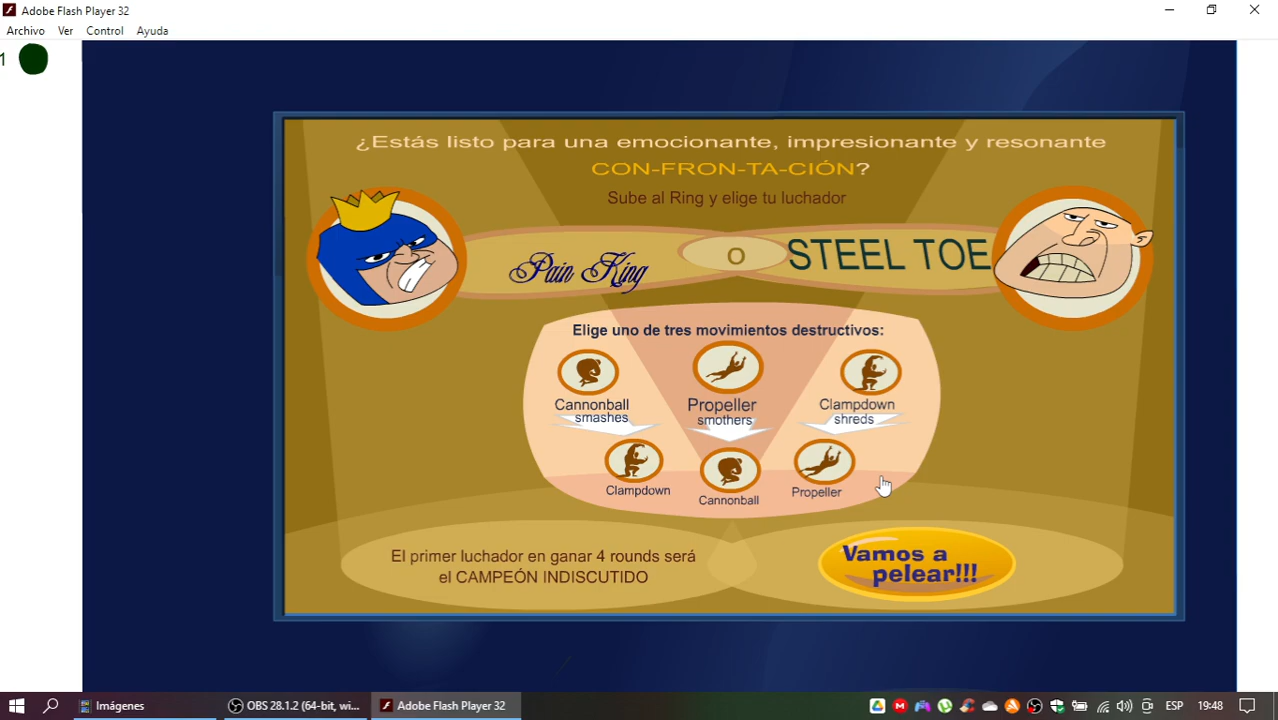 Adobe Flash Player 32
Archivo Ver Control Ayuda
1
¿Estás listo para una emocionante, impresionante y resonante
CON-FRON-TA-CIÓN?
Sube al Ring y elige tu luchador
Pain King O STEEL TOE
Elige uno de tres movimientos destructivos:
Cannonball Propeller Clampdown
smashes smothers shreds
Clampdown Cannonball Propeller
El primer luchador en ganar 4 rounds será
el CAMPEÓN INDISCUTIDO
Vamos a
pelear!!!
Imágenes OBS 28.1.2 (64-bit, wi... Adobe Flash Player 32 ESP 19:48